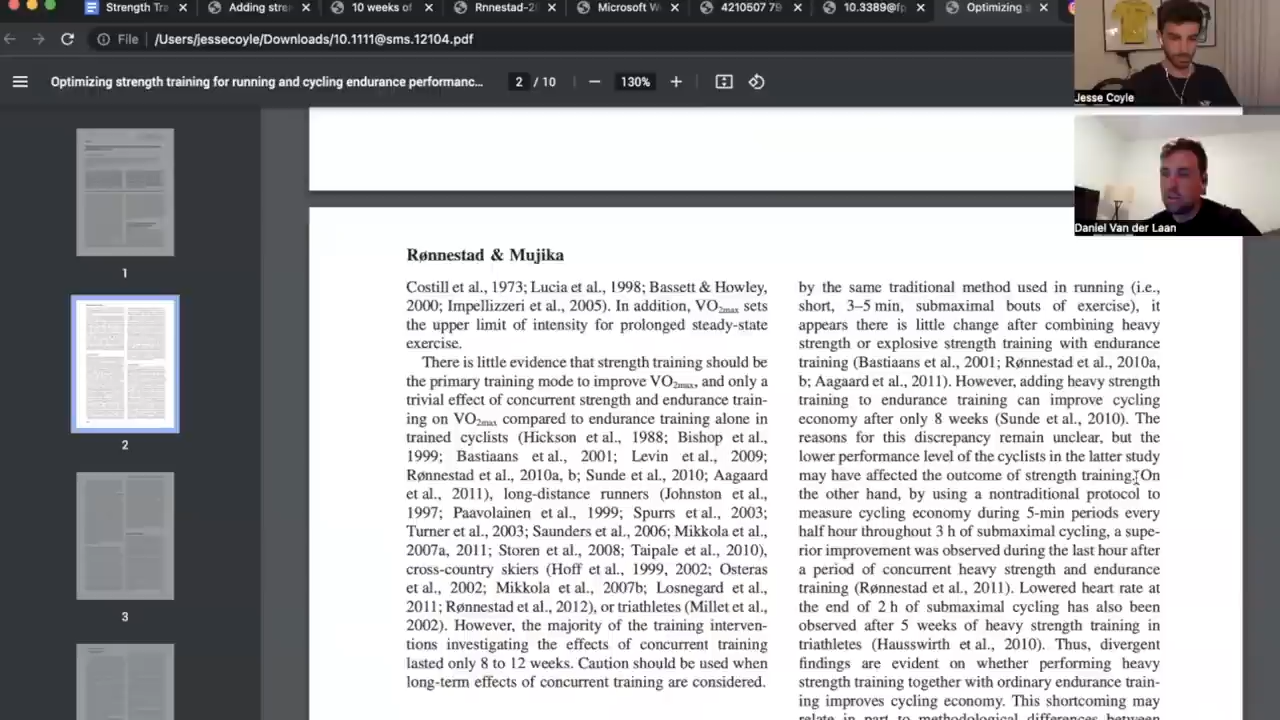 Strength Tra
Adding stren
10 weeks of
Rnnestad-2
Microsoft W
4210507 79
10.3389@fp
Optimizing s
File
/Users/jessecoyle/Downloads/10.1111@sms.12104.pdf
Optimizing strength training for running and cycling endurance performanc...
2 / 10
130%
Jesse Coyle
Daniel Van der Laan
1
2
3
Rønnestad & Mujika
Costill et al., 1973; Lucia et al., 1998; Bassett & Howley,
2000; Impellizzeri et al., 2005). In addition, VO2max sets
the upper limit of intensity for prolonged steady-state
exercise.
There is little evidence that strength training should be
the primary training mode to improve VO2max, and only a
trivial effect of concurrent strength and endurance train-
ing on VO2max compared to endurance training alone in
trained cyclists (Hickson et al., 1988; Bishop et al.,
1999; Bastiaans et al., 2001; Levin et al., 2009;
Rønnestad et al., 2010a, b; Sunde et al., 2010; Aagaard
et al., 2011), long-distance runners (Johnston et al.,
1997; Paavolainen et al., 1999; Spurrs et al., 2003;
Turner et al., 2003; Saunders et al., 2006; Mikkola et al.,
2007a, 2011; Storen et al., 2008; Taipale et al., 2010),
cross-country skiers (Hoff et al., 1999, 2002; Osteras
et al., 2002; Mikkola et al., 2007b; Losnegard et al.,
2011; Rønnestad et al., 2012), or triathletes (Millet et al.,
2002). However, the majority of the training interven-
tions investigating the effects of concurrent training
lasted only 8 to 12 weeks. Caution should be used when
long-term effects of concurrent training are considered.
by the same traditional method used in running (i.e.,
short, 3–5 min, submaximal bouts of exercise), it
appears there is little change after combining heavy
strength or explosive strength training with endurance
training (Bastiaans et al., 2001; Rønnestad et al., 2010a,
b; Aagaard et al., 2011). However, adding heavy strength
training to endurance training can improve cycling
economy after only 8 weeks (Sunde et al., 2010). The
reasons for this discrepancy remain unclear, but the
lower performance level of the cyclists in the latter study
may have affected the outcome of strength training. On
the other hand, by using a nontraditional protocol to
measure cycling economy during 5-min periods every
half hour throughout 3 h of submaximal cycling, a supe-
rior improvement was observed during the last hour after
a period of concurrent heavy strength and endurance
training (Rønnestad et al., 2011). Lowered heart rate at
the end of 2 h of submaximal cycling has also been
observed after 5 weeks of heavy strength training in
triathletes (Hausswirth et al., 2010). Thus, divergent
findings are evident on whether performing heavy
strength training together with ordinary endurance train-
ing improves cycling economy. This shortcoming may
relate in part to methodological differences between